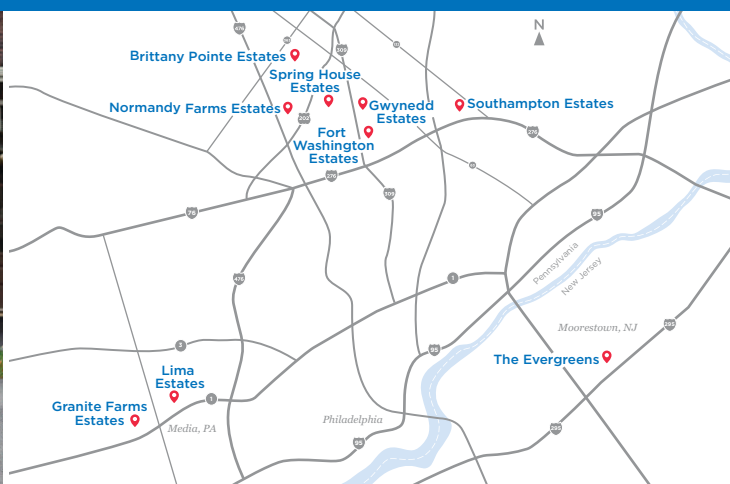 N
476
309
Brittany Pointe Estates
Spring House
Estates
Normandy Farms Estates
Gwynedd
Estates
Southampton Estates
202
276
Fort
Washington
Estates
276
309
76
95
Pennsylvania
New Jersey
476
1
Moorestown, NJ
295
3
95
The Evergreens
Lima
Estates
1
Granite Farms
Estates
Media, PA
Philadelphia
295
95